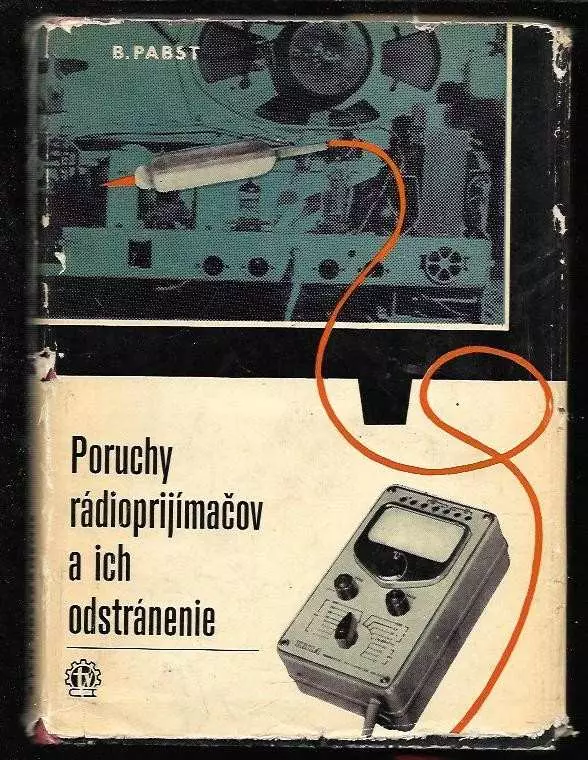 B. PABST
Poruchy
rádioprijímačov
a ich
odstránenie